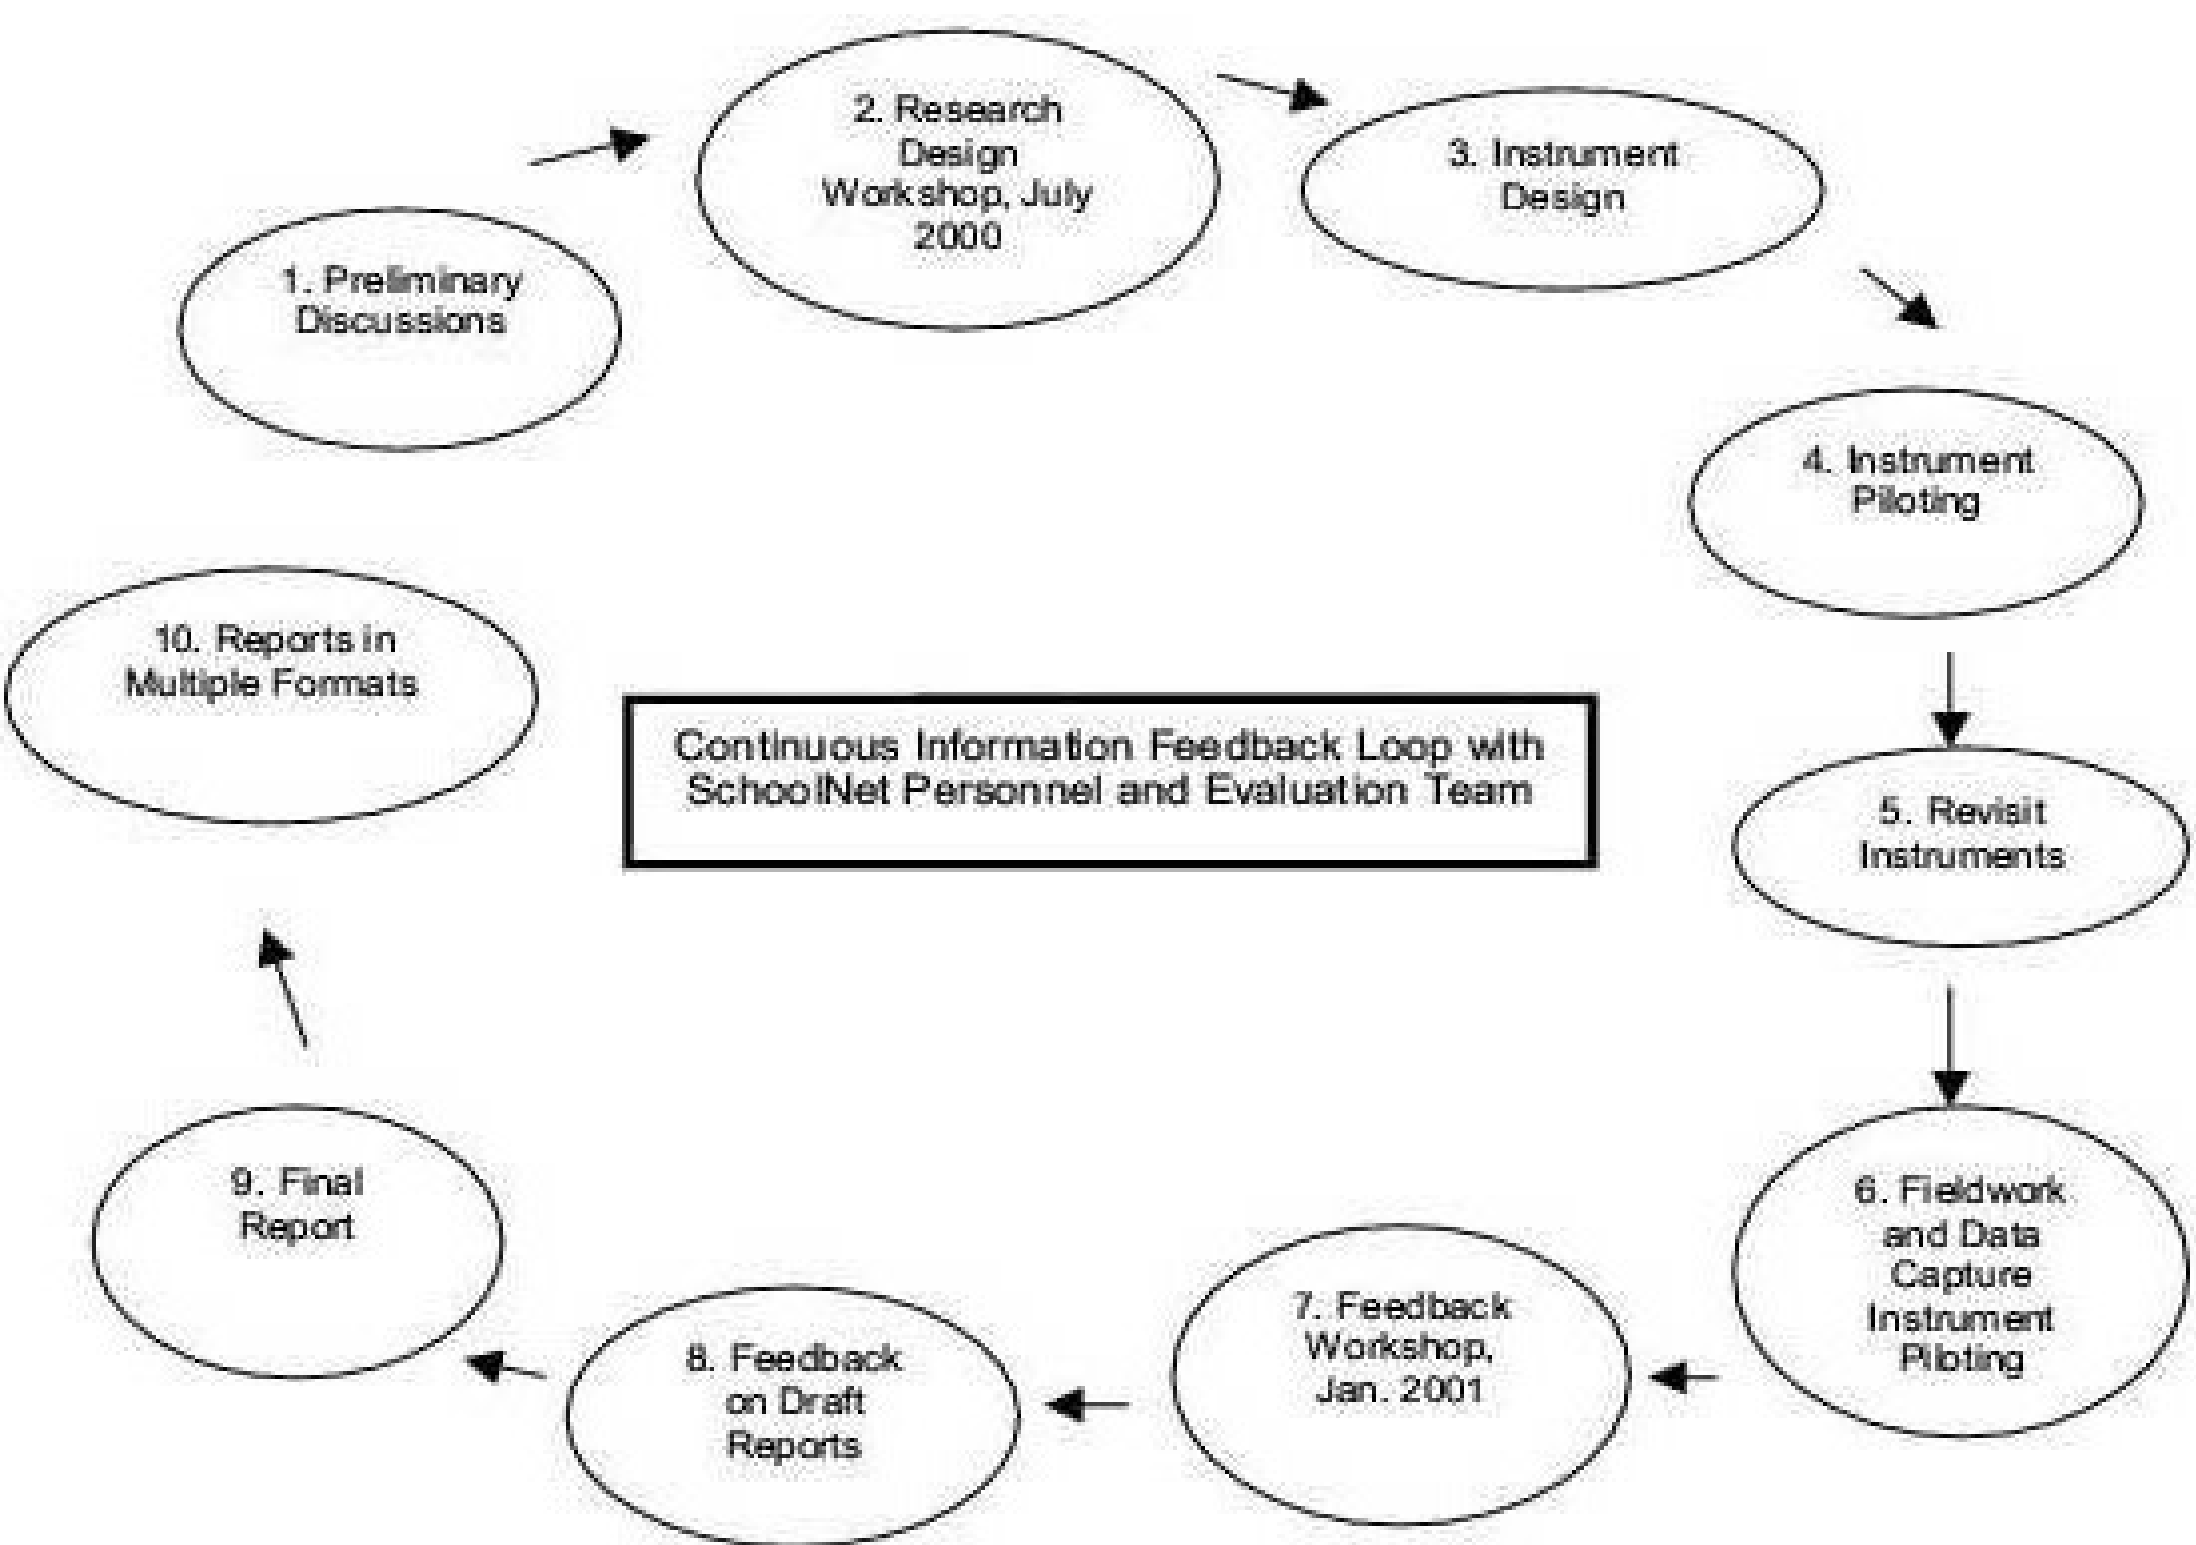 1. Preliminary
Discussions
2. Research
Design
Workshop, July
2000
3. Instrument
Design
4. Instrument
Piloting
5. Revisit
Instruments
6. Fieldwork
and Data
Capture
Instrument
Piloting
7. Feedback
Workshop,
Jan. 2001
8. Feedback
on Draft
Reports
9. Final
Report
10. Reports in
Multiple Formats
Continuous Information Feedback Loop with
SchoolNet Personnel and Evaluation Team